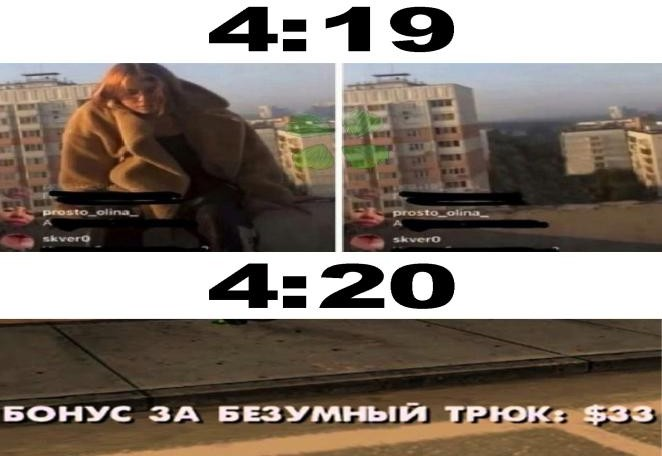 4:19
prosto_olina_
А
skver0
prosto_olina_
А
skver0
4:20
БОНУС ЗА БЕЗУМНЫЙ ТРЮК: $33